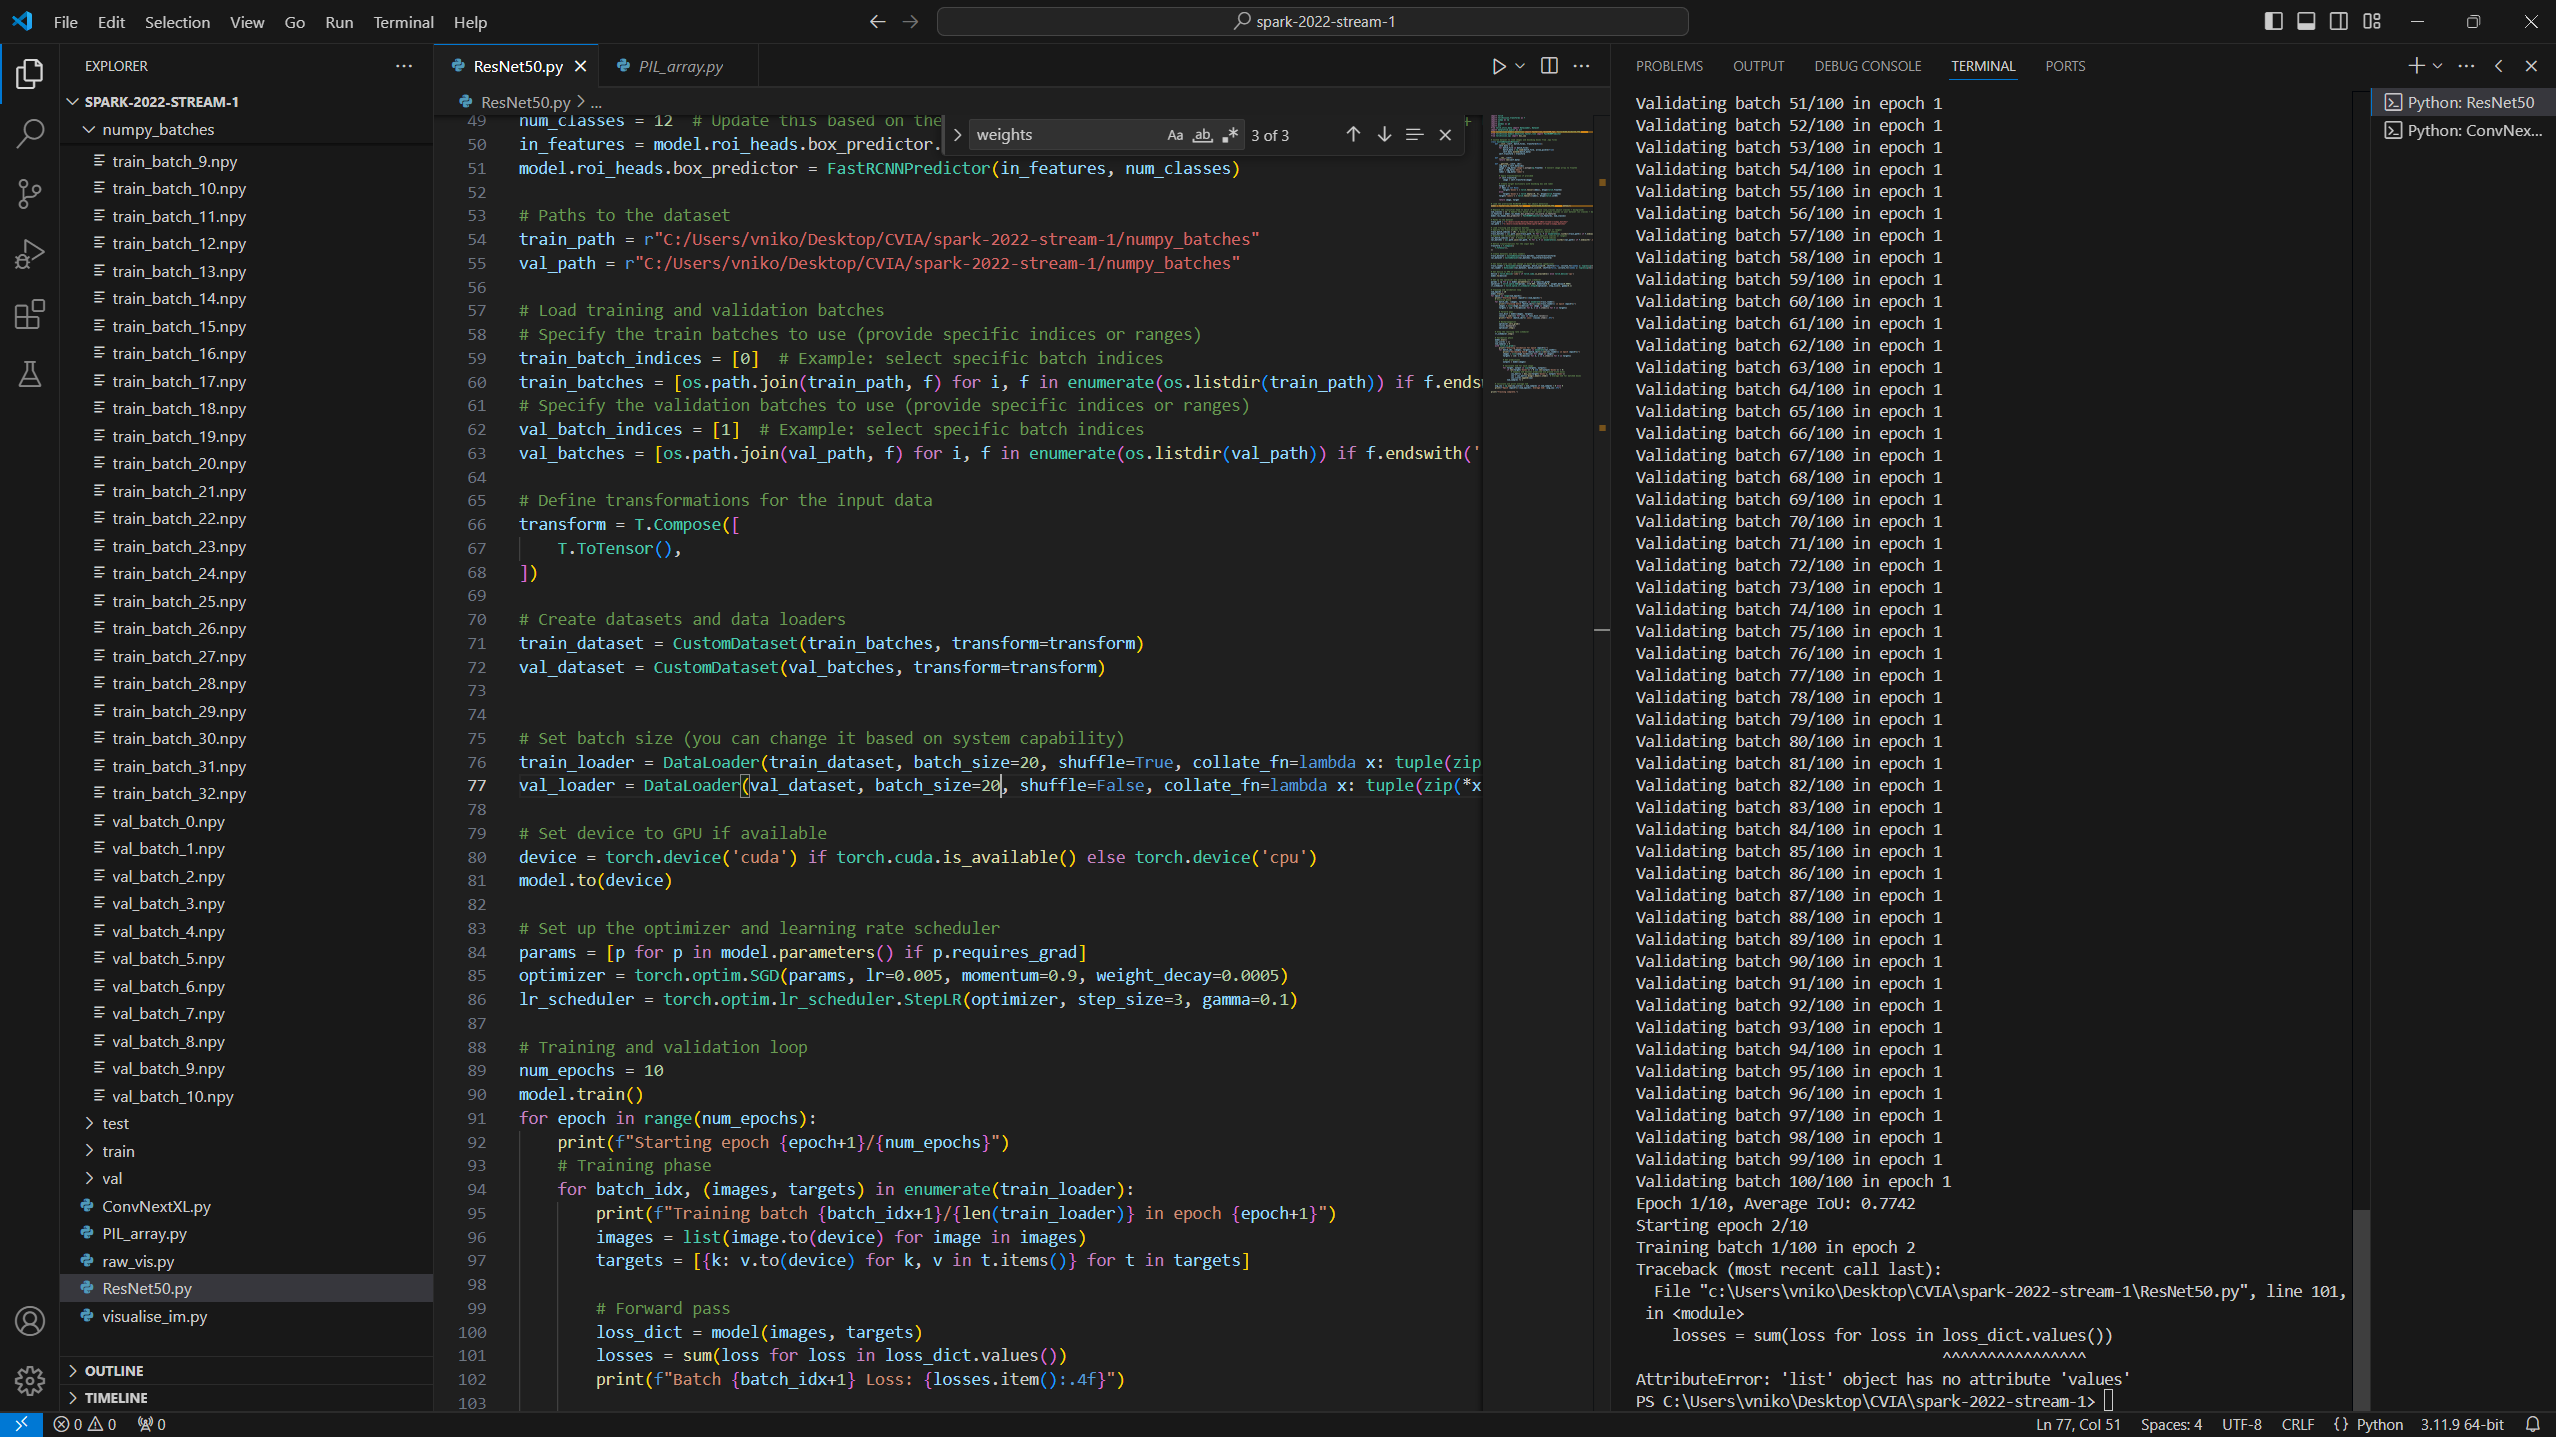 File Edit Selection View Go Run Terminal Help
spark-2022-stream-1
EXPLORER
SPARK-2022-STREAM-1
numpy_batches
train_batch_9.npy
train_batch_10.npy
train_batch_11.npy
train_batch_12.npy
train_batch_13.npy
train_batch_14.npy
train_batch_15.npy
train_batch_16.npy
train_batch_17.npy
train_batch_18.npy
train_batch_19.npy
train_batch_20.npy
train_batch_21.npy
train_batch_22.npy
train_batch_23.npy
train_batch_24.npy
train_batch_25.npy
train_batch_26.npy
train_batch_27.npy
train_batch_28.npy
train_batch_29.npy
train_batch_30.npy
train_batch_31.npy
train_batch_32.npy
val_batch_0.npy
val_batch_1.npy
val_batch_2.npy
val_batch_3.npy
val_batch_4.npy
val_batch_5.npy
val_batch_6.npy
val_batch_7.npy
val_batch_8.npy
val_batch_9.npy
val_batch_10.npy
test
train
val
ConvNextXL.py
PIL_array.py
raw_vis.py
ResNet50.py
visualise_im.py
OUTLINE
TIMELINE
ResNet50.py
PIL_array.py
ResNet50.py > ...
weights
Aa ab 3 of 3
49 num_classes = 12 # Update this based on the
50 in_features = model.roi_heads.box_predictor.
51 model.roi_heads.box_predictor = FastRCNNPredictor(in_features, num_classes)
52
53 # Paths to the dataset
54 train_path = r"C:/Users/vniko/Desktop/CVIA/spark-2022-stream-1/numpy_batches"
55 val_path = r"C:/Users/vniko/Desktop/CVIA/spark-2022-stream-1/numpy_batches"
56
57 # Load training and validation batches
58 # Specify the train batches to use (provide specific indices or ranges)
59 train_batch_indices = [0] # Example: select specific batch indices
60 train_batches = [os.path.join(train_path, f) for i, f in enumerate(os.listdir(train_path)) if f.ends
61 # Specify the validation batches to use (provide specific indices or ranges)
62 val_batch_indices = [1] # Example: select specific batch indices
63 val_batches = [os.path.join(val_path, f) for i, f in enumerate(os.listdir(val_path)) if f.endswith('
64
65 # Define transformations for the input data
66 transform = T.Compose([
67 T.ToTensor(),
68 ])
69
70 # Create datasets and data loaders
71 train_dataset = CustomDataset(train_batches, transform=transform)
72 val_dataset = CustomDataset(val_batches, transform=transform)
73
74
75 # Set batch size (you can change it based on system capability)
76 train_loader = DataLoader(train_dataset, batch_size=20, shuffle=True, collate_fn=lambda x: tuple(zip
77 val_loader = DataLoader(val_dataset, batch_size=20, shuffle=False, collate_fn=lambda x: tuple(zip(*x
78
79 # Set device to GPU if available
80 device = torch.device('cuda') if torch.cuda.is_available() else torch.device('cpu')
81 model.to(device)
82
83 # Set up the optimizer and learning rate scheduler
84 params = [p for p in model.parameters() if p.requires_grad]
85 optimizer = torch.optim.SGD(params, lr=0.005, momentum=0.9, weight_decay=0.0005)
86 lr_scheduler = torch.optim.lr_scheduler.StepLR(optimizer, step_size=3, gamma=0.1)
87
88 # Training and validation loop
89 num_epochs = 10
90 model.train()
91 for epoch in range(num_epochs):
92 print(f"Starting epoch {epoch+1}/{num_epochs}")
93 # Training phase
94 for batch_idx, (images, targets) in enumerate(train_loader):
95 print(f"Training batch {batch_idx+1}/{len(train_loader)} in epoch {epoch+1}")
96 images = list(image.to(device) for image in images)
97 targets = [{k: v.to(device) for k, v in t.items()} for t in targets]
98
99 # Forward pass
100 loss_dict = model(images, targets)
101 losses = sum(loss for loss in loss_dict.values())
102 print(f"Batch {batch_idx+1} Loss: {losses.item():.4f}")
103
PROBLEMS OUTPUT DEBUG CONSOLE TERMINAL PORTS
Validating batch 51/100 in epoch 1
Validating batch 52/100 in epoch 1
Validating batch 53/100 in epoch 1
Validating batch 54/100 in epoch 1
Validating batch 55/100 in epoch 1
Validating batch 56/100 in epoch 1
Validating batch 57/100 in epoch 1
Validating batch 58/100 in epoch 1
Validating batch 59/100 in epoch 1
Validating batch 60/100 in epoch 1
Validating batch 61/100 in epoch 1
Validating batch 62/100 in epoch 1
Validating batch 63/100 in epoch 1
Validating batch 64/100 in epoch 1
Validating batch 65/100 in epoch 1
Validating batch 66/100 in epoch 1
Validating batch 67/100 in epoch 1
Validating batch 68/100 in epoch 1
Validating batch 69/100 in epoch 1
Validating batch 70/100 in epoch 1
Validating batch 71/100 in epoch 1
Validating batch 72/100 in epoch 1
Validating batch 73/100 in epoch 1
Validating batch 74/100 in epoch 1
Validating batch 75/100 in epoch 1
Validating batch 76/100 in epoch 1
Validating batch 77/100 in epoch 1
Validating batch 78/100 in epoch 1
Validating batch 79/100 in epoch 1
Validating batch 80/100 in epoch 1
Validating batch 81/100 in epoch 1
Validating batch 82/100 in epoch 1
Validating batch 83/100 in epoch 1
Validating batch 84/100 in epoch 1
Validating batch 85/100 in epoch 1
Validating batch 86/100 in epoch 1
Validating batch 87/100 in epoch 1
Validating batch 88/100 in epoch 1
Validating batch 89/100 in epoch 1
Validating batch 90/100 in epoch 1
Validating batch 91/100 in epoch 1
Validating batch 92/100 in epoch 1
Validating batch 93/100 in epoch 1
Validating batch 94/100 in epoch 1
Validating batch 95/100 in epoch 1
Validating batch 96/100 in epoch 1
Validating batch 97/100 in epoch 1
Validating batch 98/100 in epoch 1
Validating batch 99/100 in epoch 1
Validating batch 100/100 in epoch 1
Epoch 1/10, Average IoU: 0.7742
Starting epoch 2/10
Training batch 1/100 in epoch 2
Traceback (most recent call last):
File "c:\Users\vniko\Desktop\CVIA\spark-2022-stream-1\ResNet50.py", line 101,
in <module>
losses = sum(loss for loss in loss_dict.values())
^^^^^^^^^^^^^^^^
AttributeError: 'list' object has no attribute 'values'
PS C:\Users\vniko\Desktop\CVIA\spark-2022-stream-1>
Python: ResNet50
Python: ConvNex...
0 0 0
Ln 77, Col 51 Spaces: 4 UTF-8 CRLF {} Python 3.11.9 64-bit